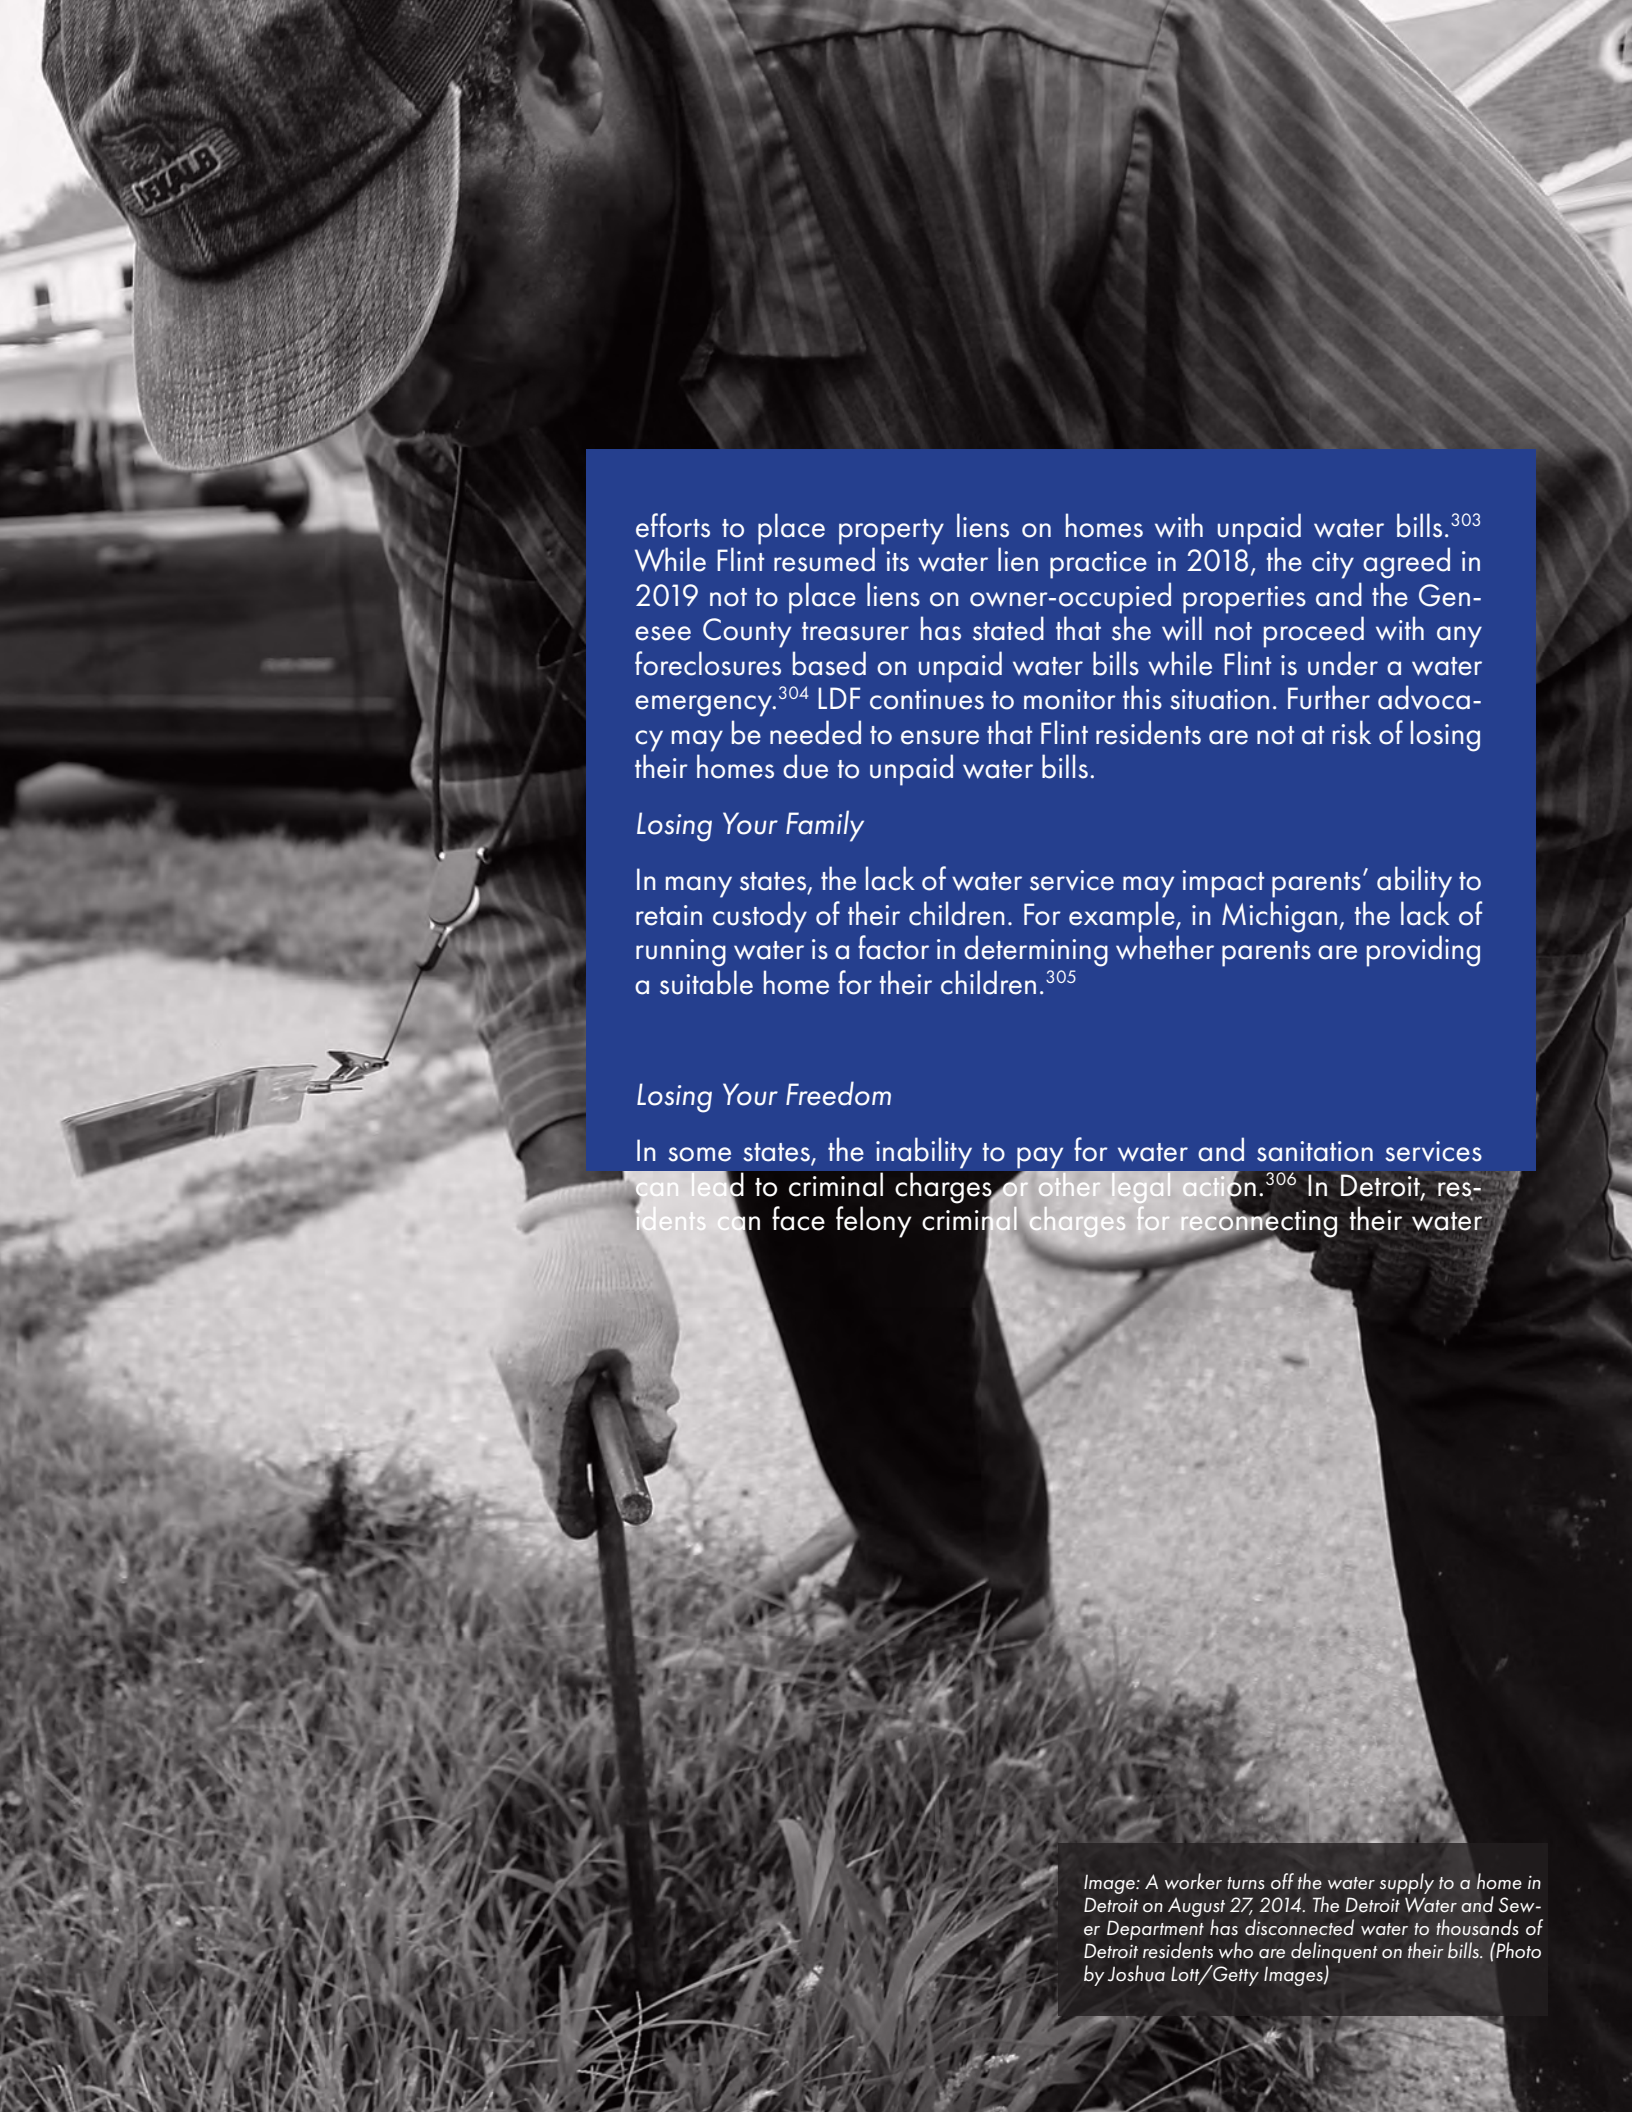 DEKALB
efforts to place property liens on homes with unpaid water bills.303
While Flint resumed its water lien practice in 2018, the city agreed in
2019 not to place liens on owner-occupied properties and the Gen-
esee County treasurer has stated that she will not proceed with any
foreclosures based on unpaid water bills while Flint is under a water
emergency.304 LDF continues to monitor this situation. Further advoca-
cy may be needed to ensure that Flint residents are not at risk of losing
their homes due to unpaid water bills.
Losing Your Family
In many states, the lack of water service may impact parents’ ability to
retain custody of their children. For example, in Michigan, the lack of
running water is a factor in determining whether parents are providing
a suitable home for their children.305
Losing Your Freedom
In some states, the inability to pay for water and sanitation services
can lead to criminal charges or other legal action.306 In Detroit, res-
idents can face felony criminal charges for reconnecting their water
Image: A worker turns off the water supply to a home in
Detroit on August 27, 2014. The Detroit Water and Sew-
er Department has disconnected water to thousands of
Detroit residents who are delinquent on their bills. (Photo
by Joshua Lott/Getty Images)